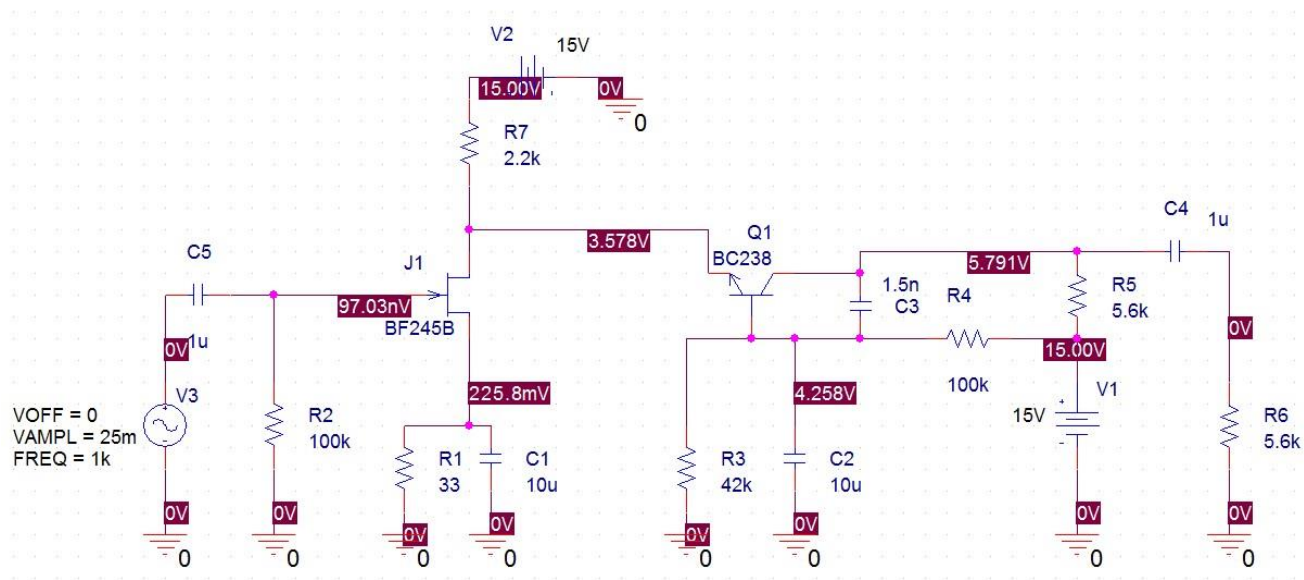 V2
15V
15.00V
0V
0
R7
2.2k
C4
1u
Q1
3.578V
BC238
5.791V
C5
J1
1.5n
C3
R4
R5
5.6k
97.03nV
BF245B
0V
1u
0V
15.00V
V3
100k
V1
225.8mV
4.258V
15V
VOFF = 0
VAMPL = 25m
FREQ = 1k
R2
100k
R6
5.6k
R1
33
C1
10u
R3
42k
C2
10u
0V
0V
0V
0V
0V
0V
0V
0V
0
0
0
0
0
0
0
0